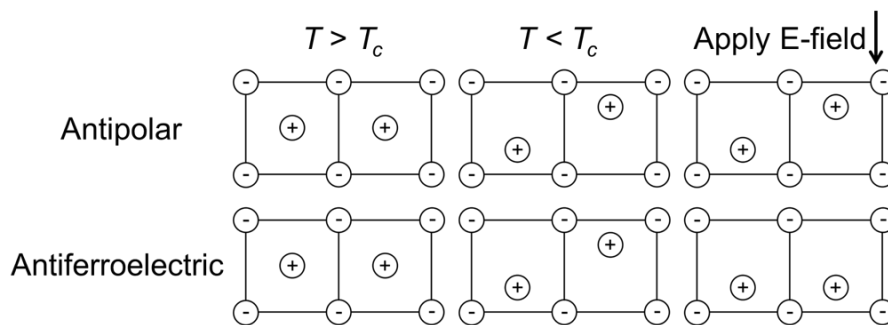 T > Tc T < Tc Apply E-field
- - - - - - - - -
+ + + + + +
Antipolar
- - - - - - - - -
- - - - - - - - -
+ + + + + +
Antiferroelectric
- - - - - - - - -